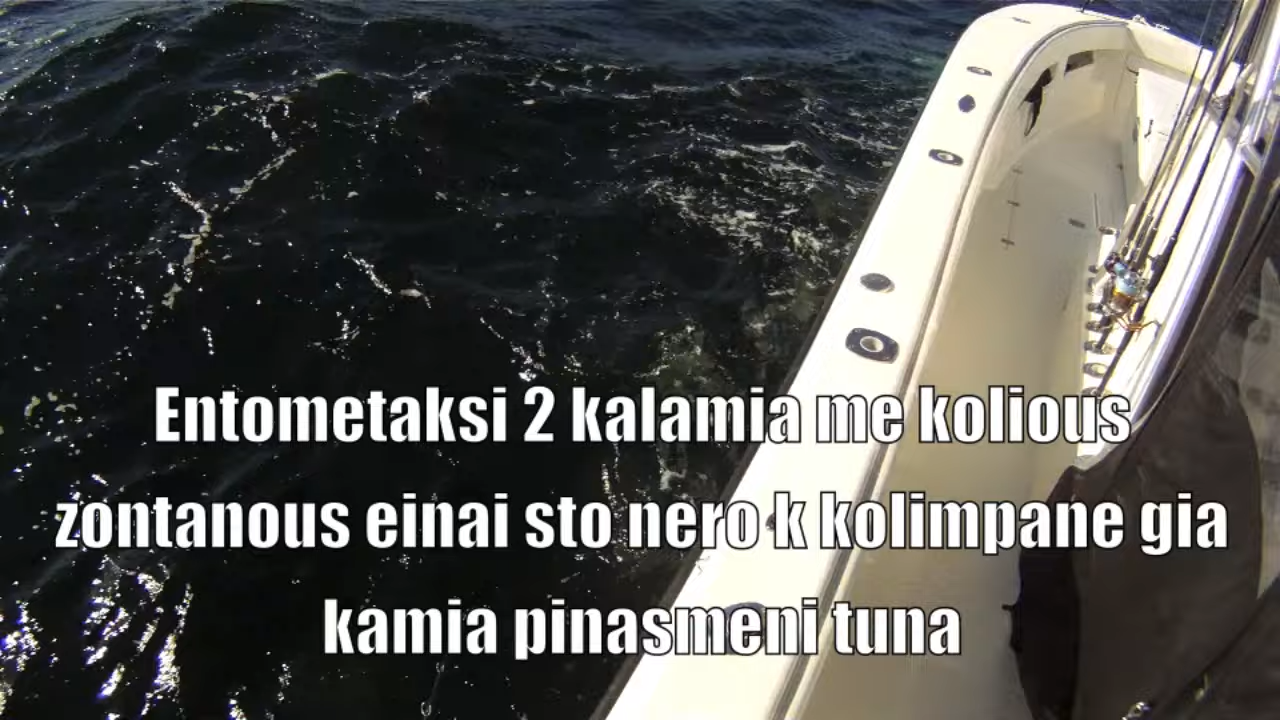 Entometaksi 2 kalamia me kolious
zontanous einai sto nero k kolimpane gia
kamia pinasmeni tuna